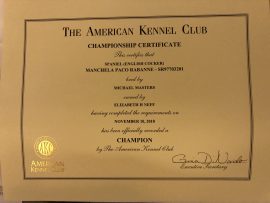 THE AMERICAN KENNEL CLUB
CHAMPIONSHIP CERTIFICATE
This certifies that
SPANIEL (ENGLISH COCKER)
MANCHELA PACO RABANNE - SR97703201
bred by
MICHAEL MASTERS
owned by
ELIZABETH H NEFF
having completed the requirements on
NOVEMBER 18, 2018
has been officially recorded a
CHAMPION
by The American Kennel Club
AMERICAN
KENNEL CLUB
Executive Secretary